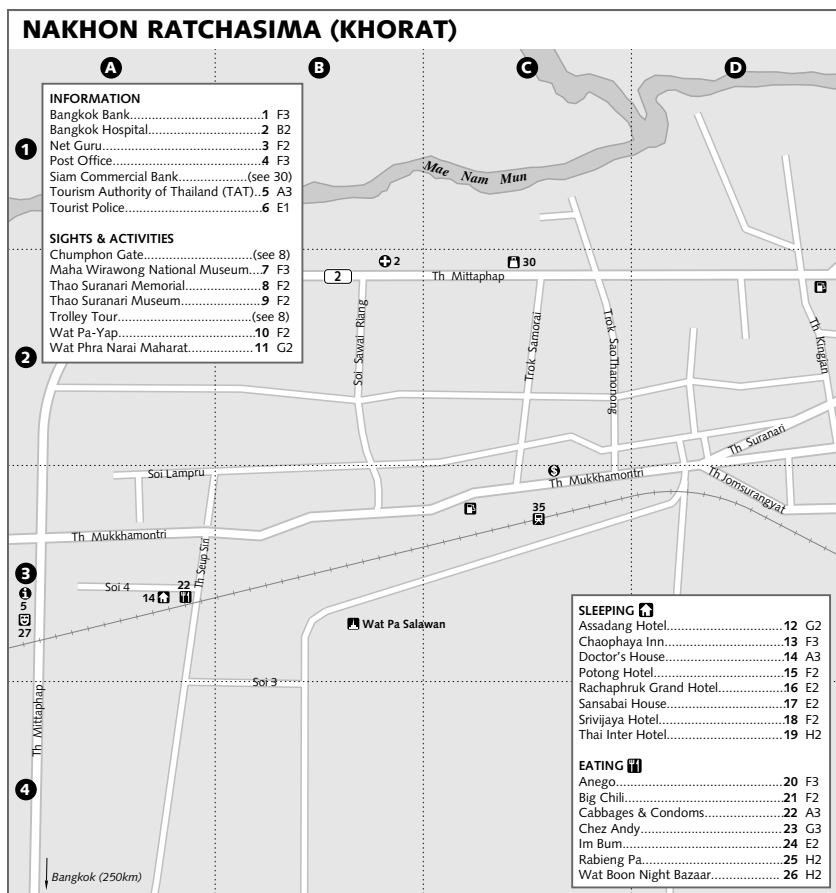 NAKHON RATCHASIMA (KHORAT)
A
B
C
D
1
2
3
4
INFORMATION
Bangkok Bank..........................1 F3
Bangkok Hospital....................2 B2
Net Guru................................3 F2
Post Office..............................4 F3
Siam Commercial Bank.............(see 30)
Tourism Authority of Thailand (TAT)..5 A3
Tourist Police..........................6 E1
SIGHTS & ACTIVITIES
Chumphon Gate......................(see 8)
Maha Wirawong National Museum...7 F3
Thao Suranari Memorial...........8 F2
Thao Suranari Museum............9 F2
Trolley Tour............................(see 8)
Wat Pa-Yap............................10 F2
Wat Phra Narai Maharat..........11 G2
Mae Nam Mun
2
2
30
Th Mittaphap
Soi Sawai Riang
Trok Samorai
Trok Sao Thanonong
Th Kingjan
Th Suranari
Soi Lampru
Th Mukkhamontri
Th Jomsurangyat
35
Th Mukkhamontri
Th Seup Siri
Soi 4
14
22
5
27
Wat Pa Salawan
Soi 3
Th Mittaphap
Bangkok (250km)
SLEEPING
Assadang Hotel.......................12 G2
Chaophaya Inn........................13 F3
Doctor's House........................14 A3
Potong Hotel...........................15 F2
Rachaphruk Grand Hotel...........16 E2
Sansabai House.......................17 E2
Srivijaya Hotel.........................18 F2
Thai Inter Hotel.......................19 H2
EATING
Anego....................................20 F3
Big Chili..................................21 F2
Cabbages & Condoms...............22 A3
Chez Andy..............................23 G3
Im Bum..................................24 E2
Rabieng Pa..............................25 H2
Wat Boon Night Bazaar.............26 H2